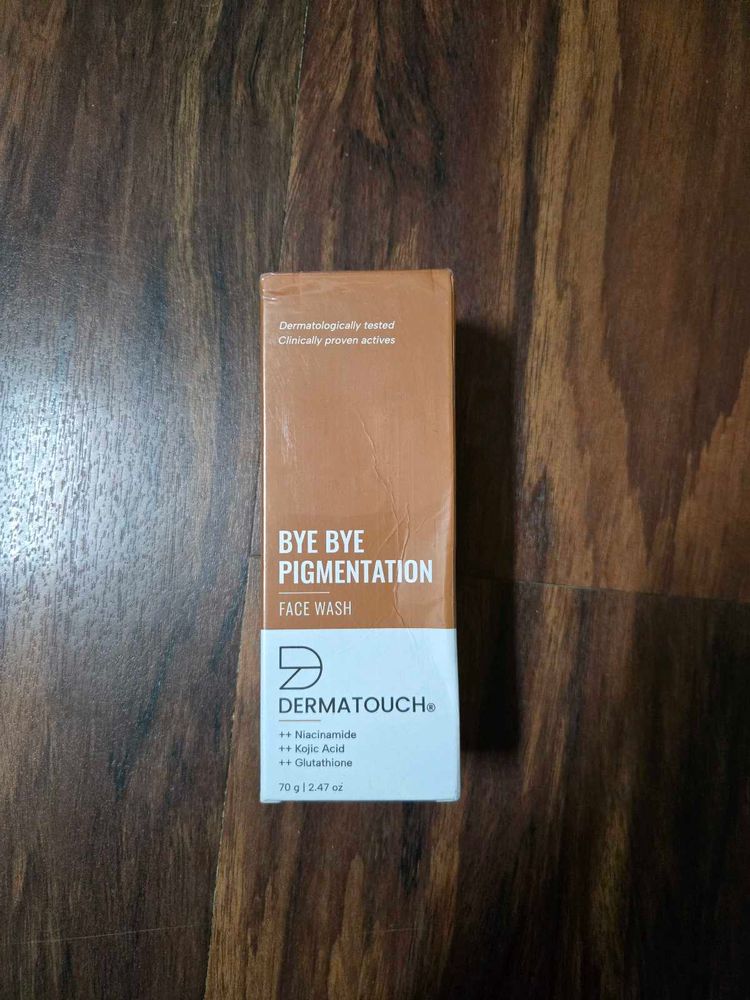 Dermatologically tested
Clinically proven actives
BYE BYE
PIGMENTATION
FACE WASH
DERMATOUCH®
++ Niacinamide
++ Kojic Acid
++ Glutathione
70 g | 2.47 oz